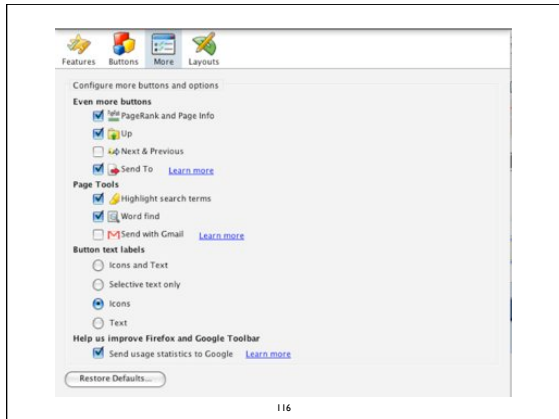 Features Buttons More Layouts
Configure more buttons and options
Even more buttons
PageRank and Page Info
Up
Next & Previous
Send To Learn more
Page Tools
Highlight search terms
Word find
Send with Gmail Learn more
Button text labels
Icons and Text
Selective text only
Icons
Text
Help us improve Firefox and Google Toolbar
Send usage statistics to Google Learn more
Restore Defaults...
116